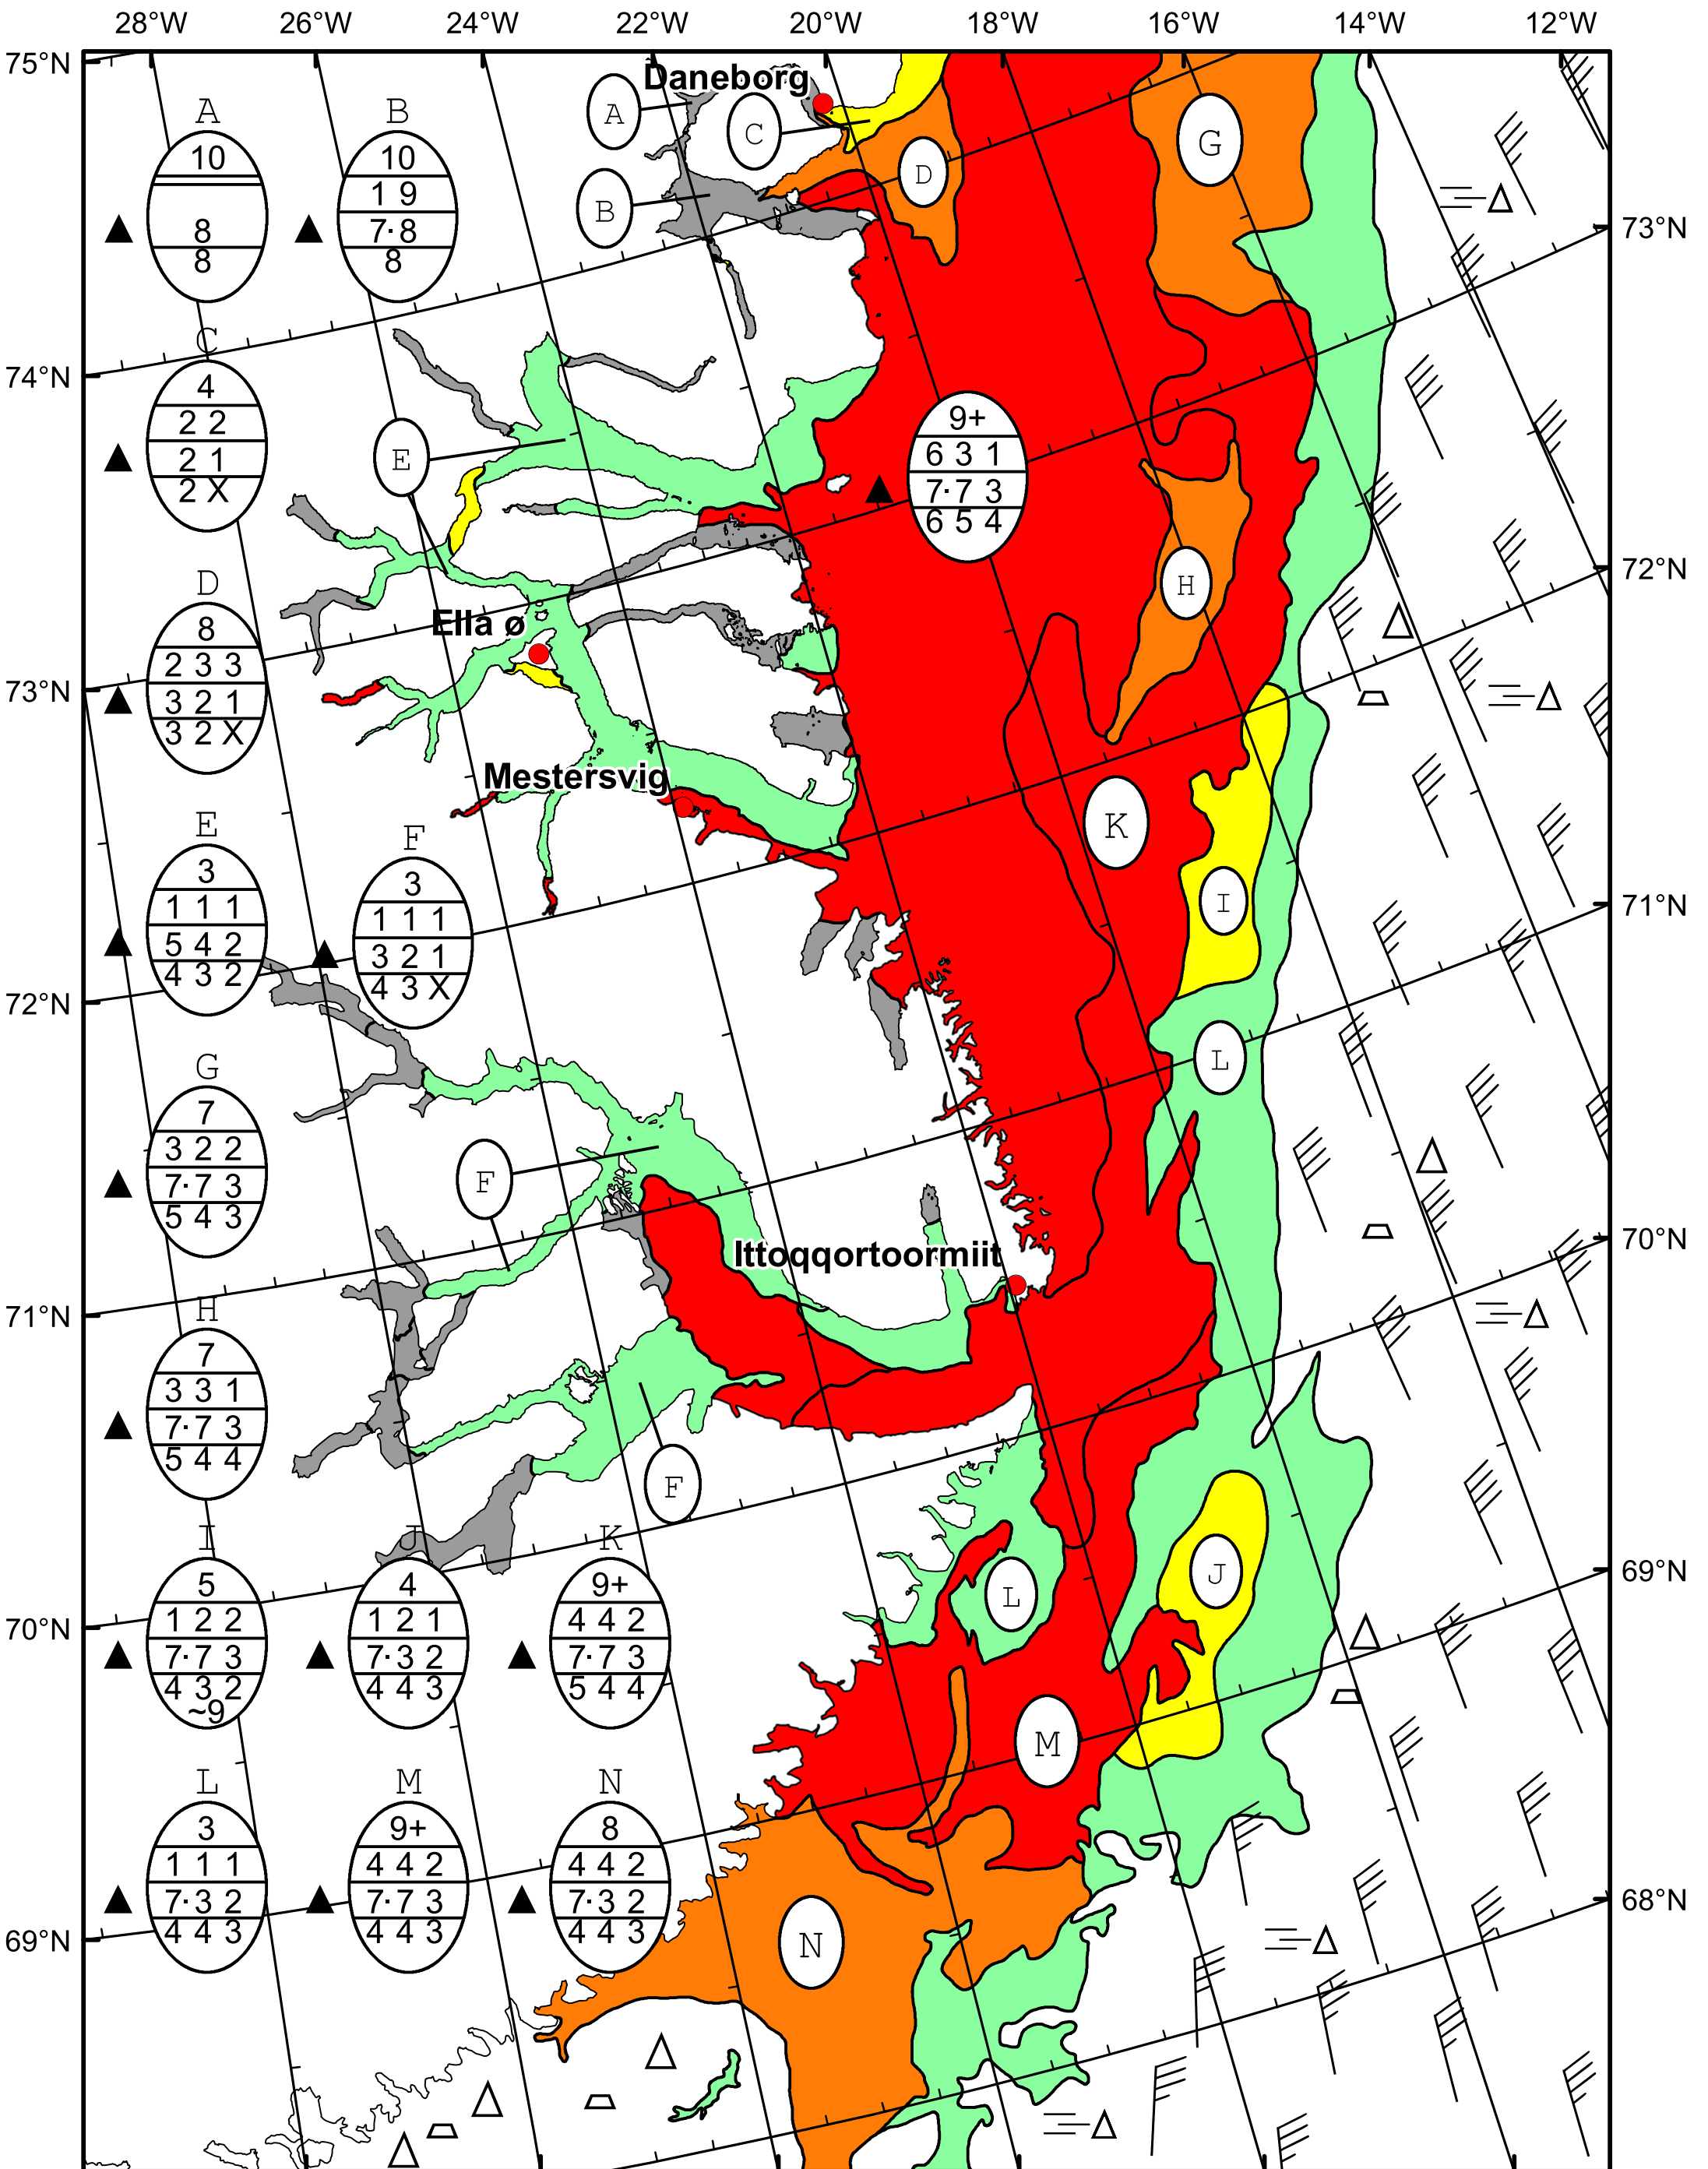 28°W 26°W 24°W 22°W 20°W 18°W 16°W 14°W 12°W
75°N
Daneborg
A
C
G
D
B
73°N
A
10
8
8
B
10
1 9
7· 8
8
74°N
C
4
2 2
2 1
2 X
9+
6 3 1
7· 7 3
6 5 4
E
72°N
H
D
8
2 3 3
3 2 1
3 2 X
Ella ø
73°N
Mestersvig
K
I
71°N
E
3
1 1 1
5 4 2
4 3 2
F
3
1 1 1
3 2 1
4 3 X
72°N
L
G
7
3 2 2
7· 7 3
5 4 3
F
Ittoqqortoormiit
70°N
71°N
H
7
3 3 1
7· 7 3
5 4 4
F
69°N
J
L
I
5
1 2 2
7· 7 3
4 3 2
~9
J
4
1 2 1
7· 3 2
4 4 3
K
9+
4 4 2
7· 7 3
5 4 4
70°N
M
L
3
1 1 1
7· 3 2
4 4 3
M
9+
4 4 2
7· 7 3
4 4 3
N
8
4 4 2
7· 3 2
4 4 3
68°N
69°N
N